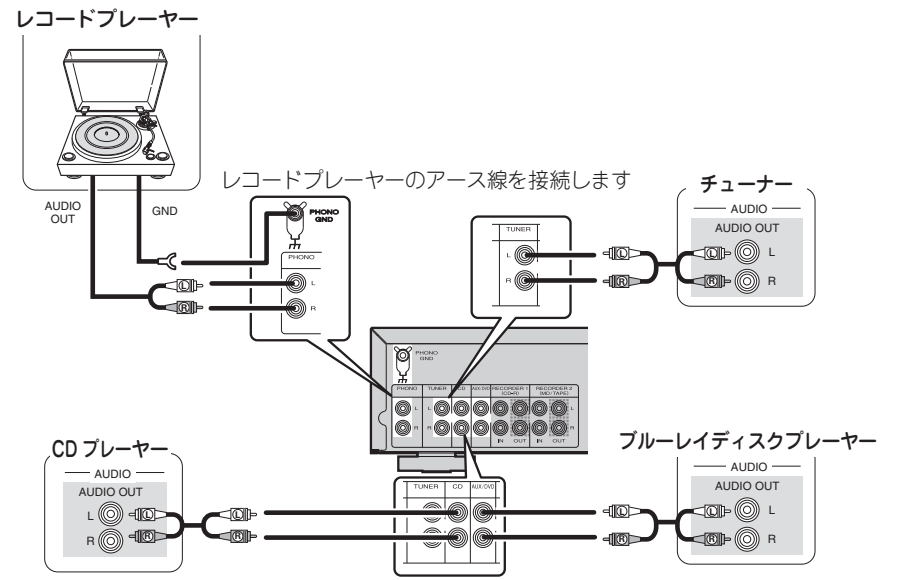 レコードプレーヤー
レコードプレーヤーのアース線を接続します
AUDIO
OUT
GND
PHONO
GND
PHONO
L
R
L
R
TUNER
L
R
L
R
チューナー
AUDIO
AUDIO OUT
L
L
R
R
PHONO
GND
PHONO TUNER CD AUX/DVD RECORDER 1 RECORDER 2
(CD-R) (MD/TAPE)
L L L
R R R
IN OUT IN OUT
CD プレーヤー
AUDIO
AUDIO OUT
L
L
L
R
R
R
TUNER CD AUX/DVD
ブルーレイディスクプレーヤー
AUDIO
AUDIO OUT
L
L
L
R
R
R